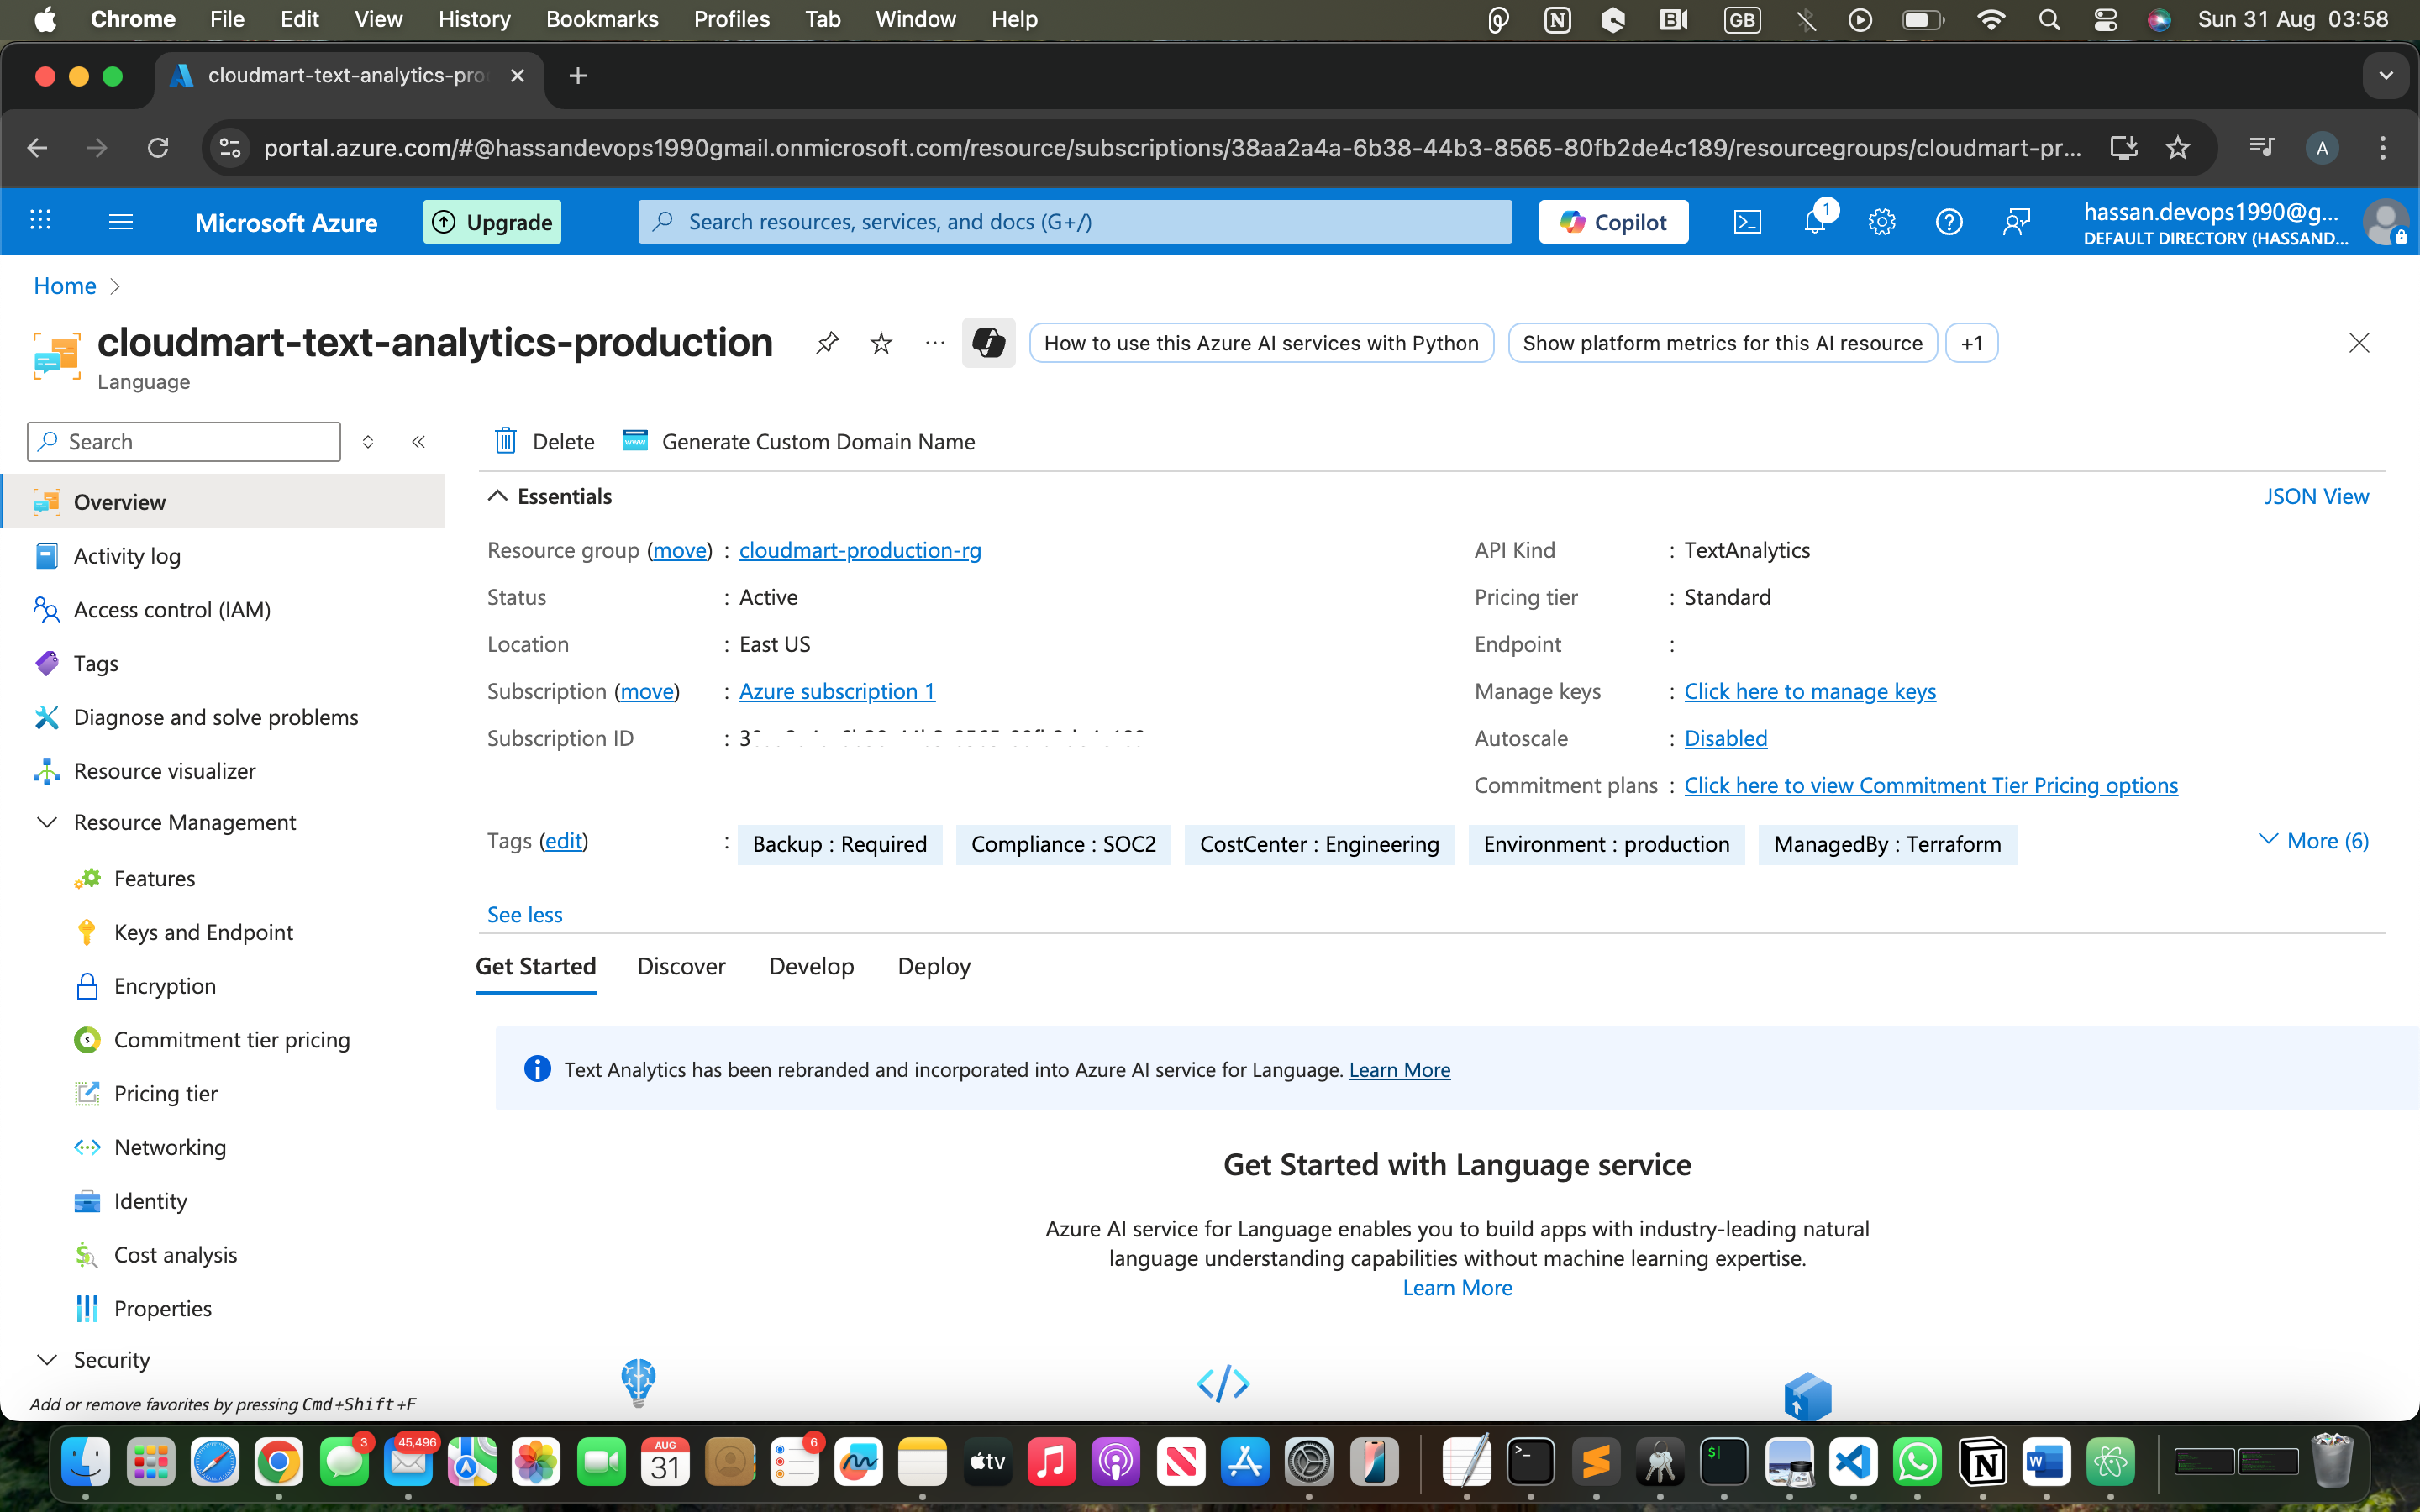 Chrome File Edit View History Bookmarks Profiles Tab Window Help GB Sun 31 Aug 03:58
cloudmart-text-analytics-pro
portal.azure.com/#@hassandevops1990gmail.onmicrosoft.com/resource/subscriptions/38aa2a4a-6b38-44b3-8565-80fb2de4c189/resourcegroups/cloudmart-pr... A
Microsoft Azure Upgrade Search resources, services, and docs (G+/) Copilot 1 hassan.devops1990@g...
DEFAULT DIRECTORY (HASSAND...
Home
cloudmart-text-analytics-production ... How to use this Azure AI services with Python Show platform metrics for this AI resource +1
Language
Search
Delete Generate Custom Domain Name
Overview
Activity log
Access control (IAM)
Tags
Diagnose and solve problems
Resource visualizer
Resource Management
Features
Keys and Endpoint
Encryption
Commitment tier pricing
Pricing tier
Networking
Identity
Cost analysis
Properties
Security
Add or remove favorites by pressing Cmd+Shift+F
Essentials JSON View
Resource group (move) : cloudmart-production-rg
Status : Active
Location : East US
Subscription (move) : Azure subscription 1
Subscription ID : 3
API Kind : TextAnalytics
Pricing tier : Standard
Endpoint :
Manage keys : Click here to manage keys
Autoscale : Disabled
Commitment plans : Click here to view Commitment Tier Pricing options
Tags (edit) : Backup : Required Compliance : SOC2 CostCenter : Engineering Environment : production ManagedBy : Terraform More (6)
See less
Get Started Discover Develop Deploy
Text Analytics has been rebranded and incorporated into Azure AI service for Language. Learn More
Get Started with Language service
Azure AI service for Language enables you to build apps with industry-leading natural
language understanding capabilities without machine learning expertise.
Learn More
3 45,496 AUG 31 6 tv